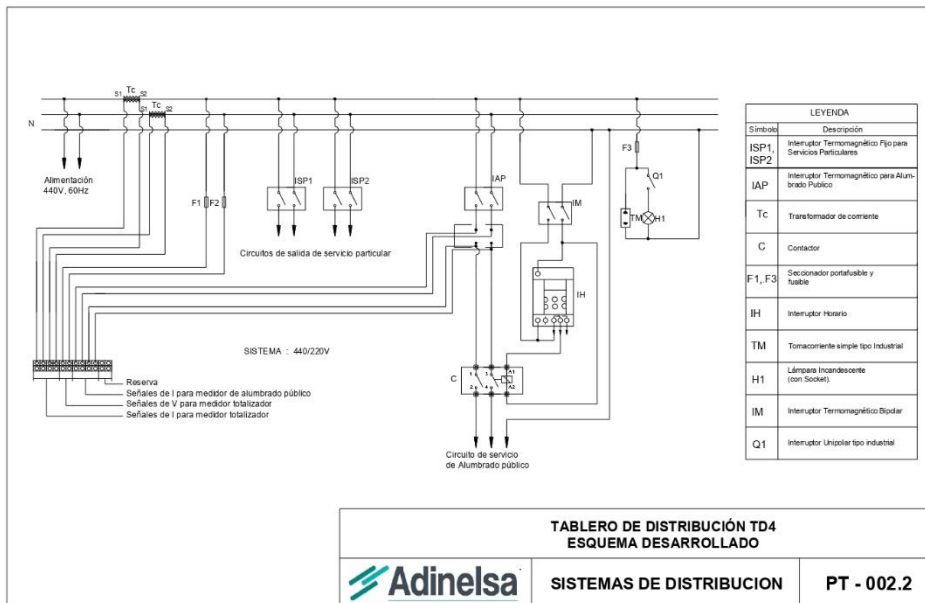 S1 Tc S2
S1 Tc S2
N
Alimentación
440V, 60Hz
F1 F2
ISP1
ISP2
IAP
IM
F3
Q1
TM
H1
Circuitos de salida de servicio particular
IH
SISTEMA : 440/220V
C
1 3 A1
2 4 A2
Reserva
Señales de I para medidor de alumbrado público
Señales de V para medidor totalizador
Señales de I para medidor totalizador
Circuito de servicio
de Alumbrado público
LEYENDA
Símbolo Descripción
ISP1, ISP2 Interruptor Termomagnético Fijo para
Servicios Particulares
IAP Interruptor Termomagnético para Alum-
brado Publico
Tc Transformador de corriente
C Contactor
F1,.F3 Seccionador portafusible y
fusible
IH Interruptor Horario
TM Tomacorriente simple tipo Industrial
H1 Lámpara Incandescente
(con Socket)
IM Interruptor Termomagnético Bipolar
Q1 Interruptor Unipolar tipo industrial
TABLERO DE DISTRIBUCIÓN TD4
ESQUEMA DESARROLLADO
Adinelsa
SISTEMAS DE DISTRIBUCION
PT - 002.2